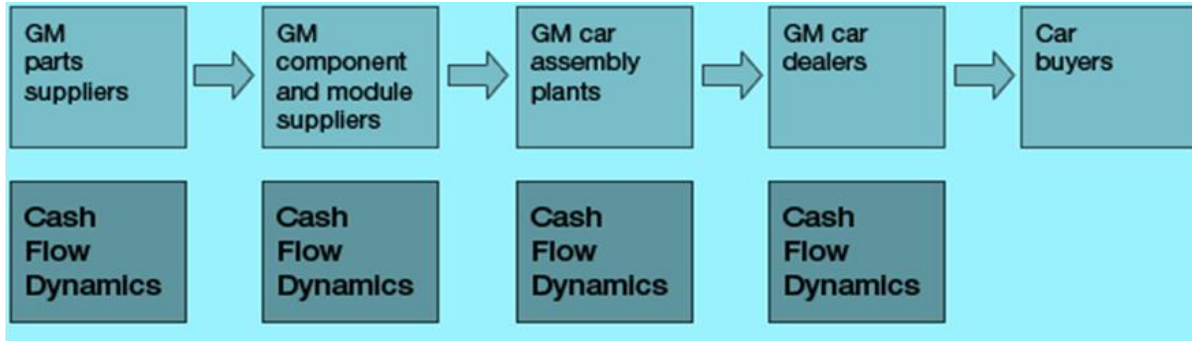 GM
parts
suppliers
GM
component
and module
suppliers
GM car
assembly
plants
GM car
dealers
Car
buyers
Cash
Flow
Dynamics
Cash
Flow
Dynamics
Cash
Flow
Dynamics
Cash
Flow
Dynamics